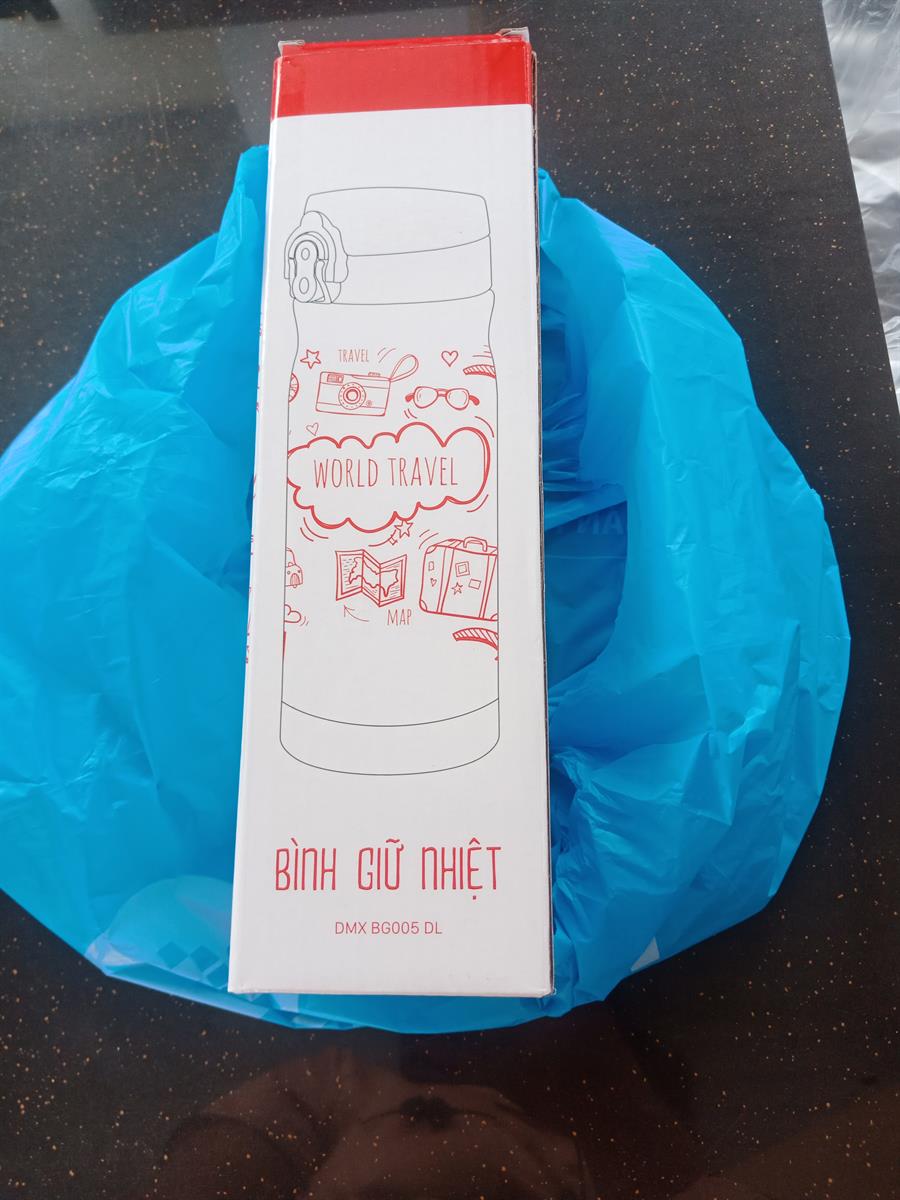 TRAVEL
WORLD TRAVEL
MAP
BÌNH GIỮ NHIỆT
DMX BG005 DL